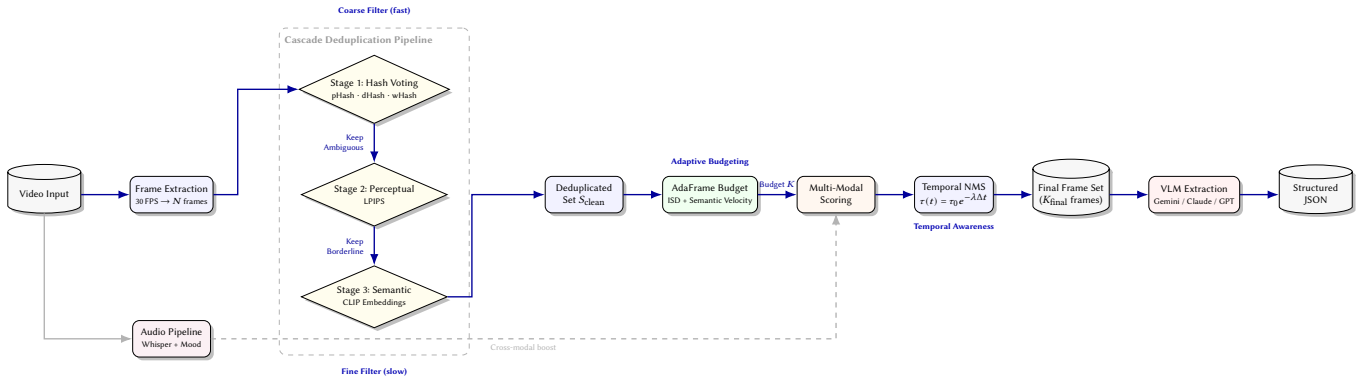 Coarse Filter (fast)
Cascade Deduplication Pipeline
Stage 1: Hash Voting
pHash · dHash · wHash
Keep
Ambiguous
Stage 2: Perceptual
LPIPS
Keep
Borderline
Stage 3: Semantic
CLIP Embeddings
Fine Filter (slow)
Video Input
Frame Extraction
30 FPS → N frames
Audio Pipeline
Whisper + Mood
Cross-modal boost
Deduplicated
Set S_clean
Adaptive Budgeting
AdaFrame Budget
ISD + Semantic Velocity
Budget K
Multi-Modal
Scoring
Temporal NMS
τ(t) = τ₀e^−λΔt
Temporal Awareness
Final Frame Set
(K_final frames)
VLM Extraction
Gemini / Claude / GPT
Structured
JSON